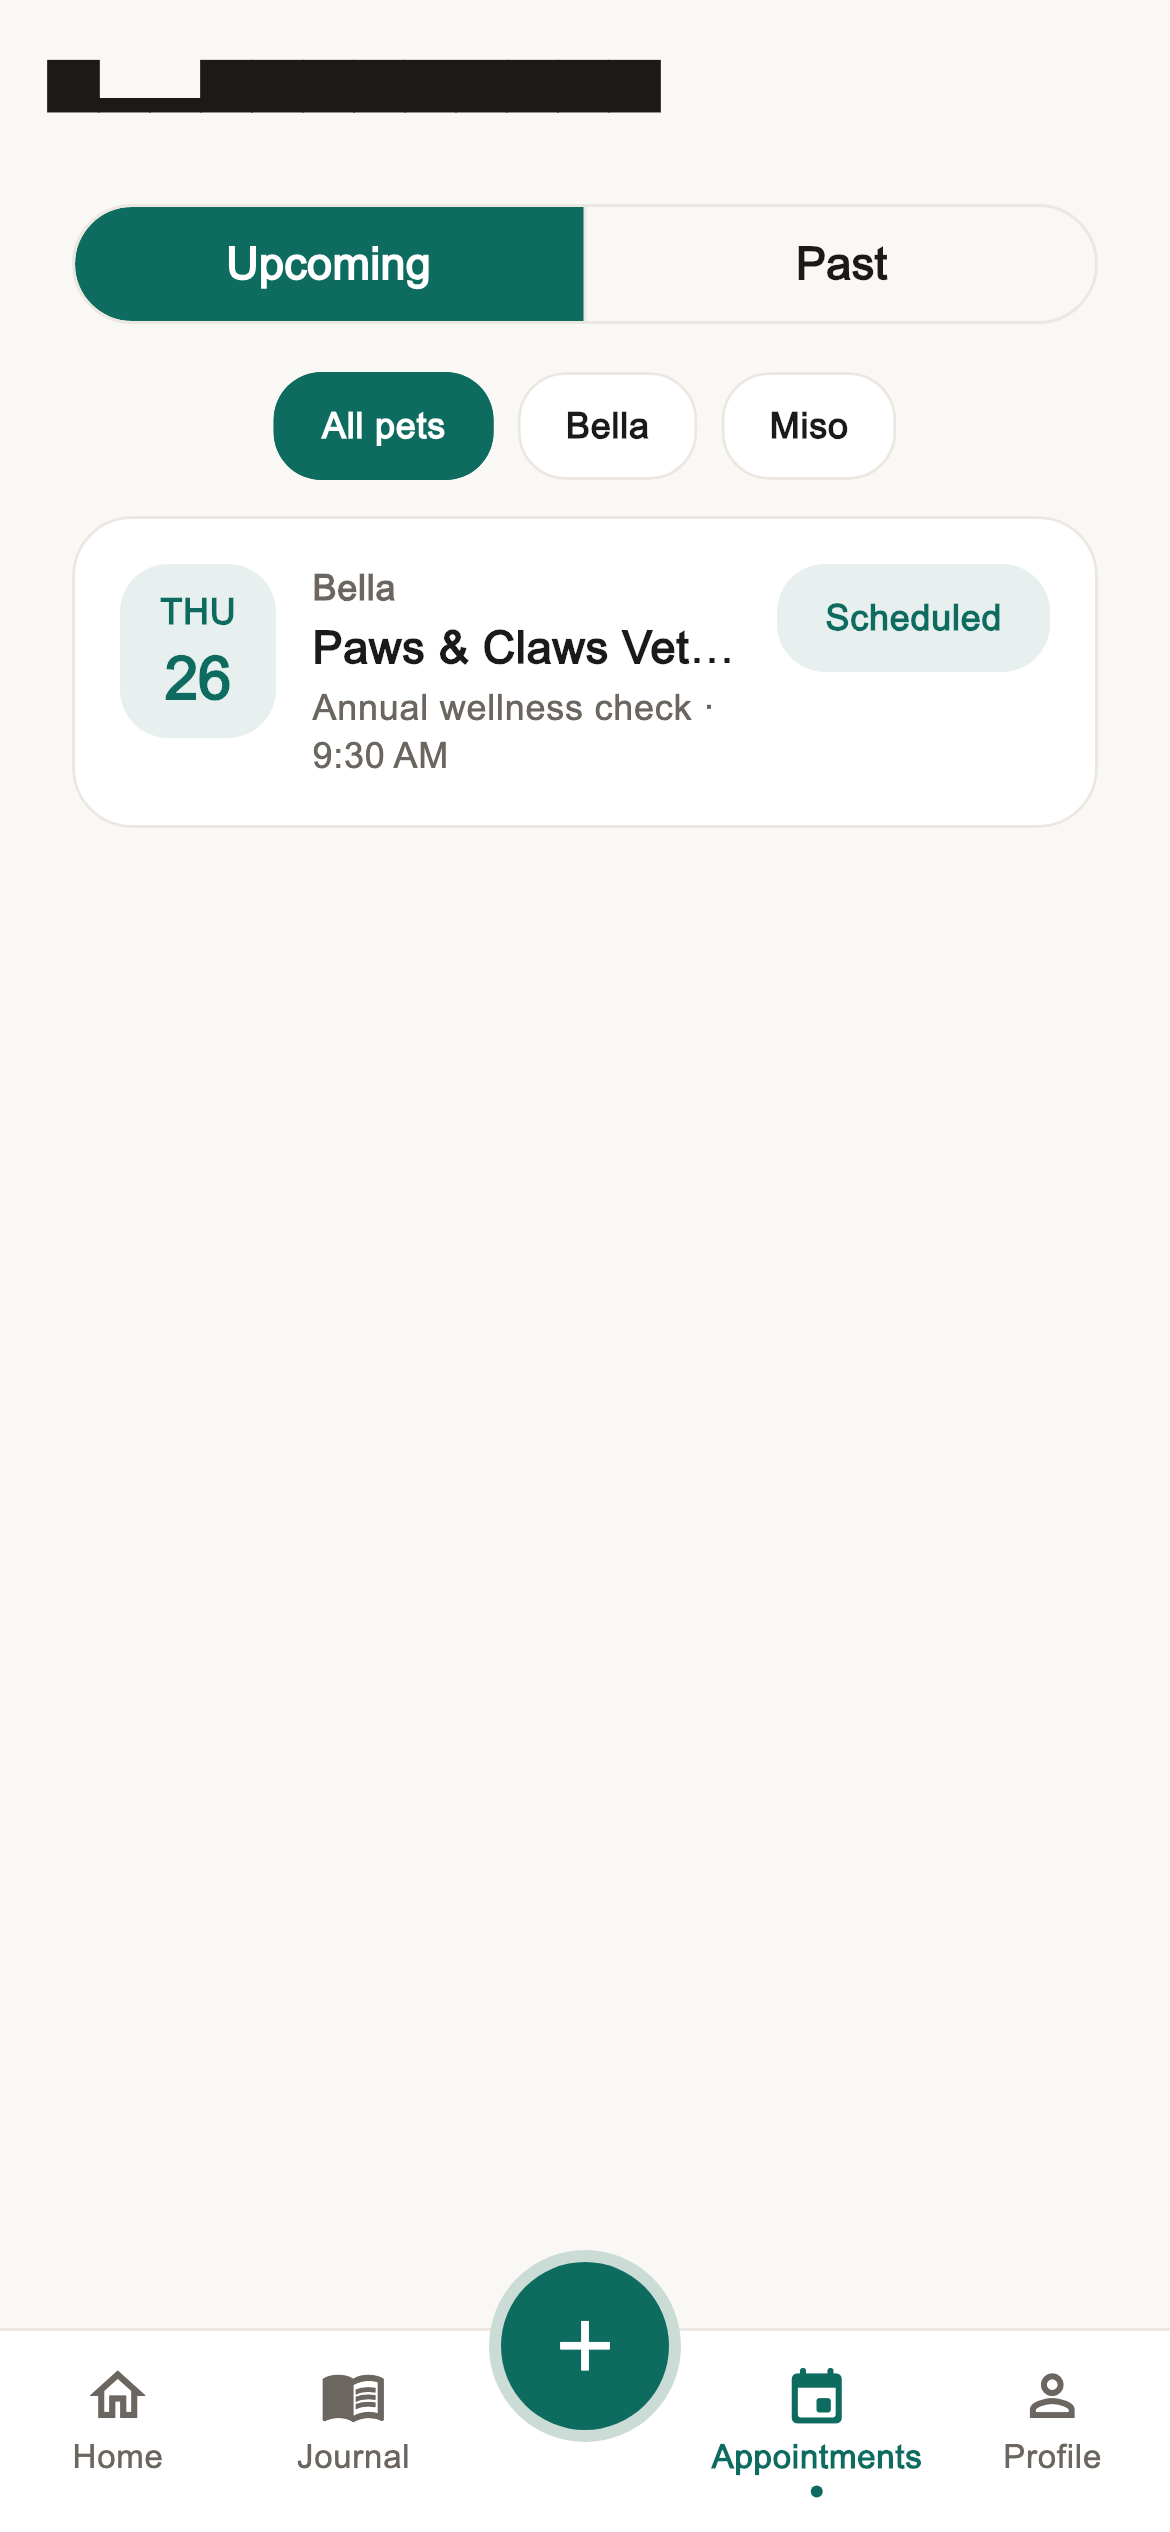 Upcoming
Past
All pets
Bella
Miso
THU
26
Bella
Paws & Claws Vet...
Annual wellness check ·
9:30 AM
Scheduled
Home
Journal
Appointments
Profile